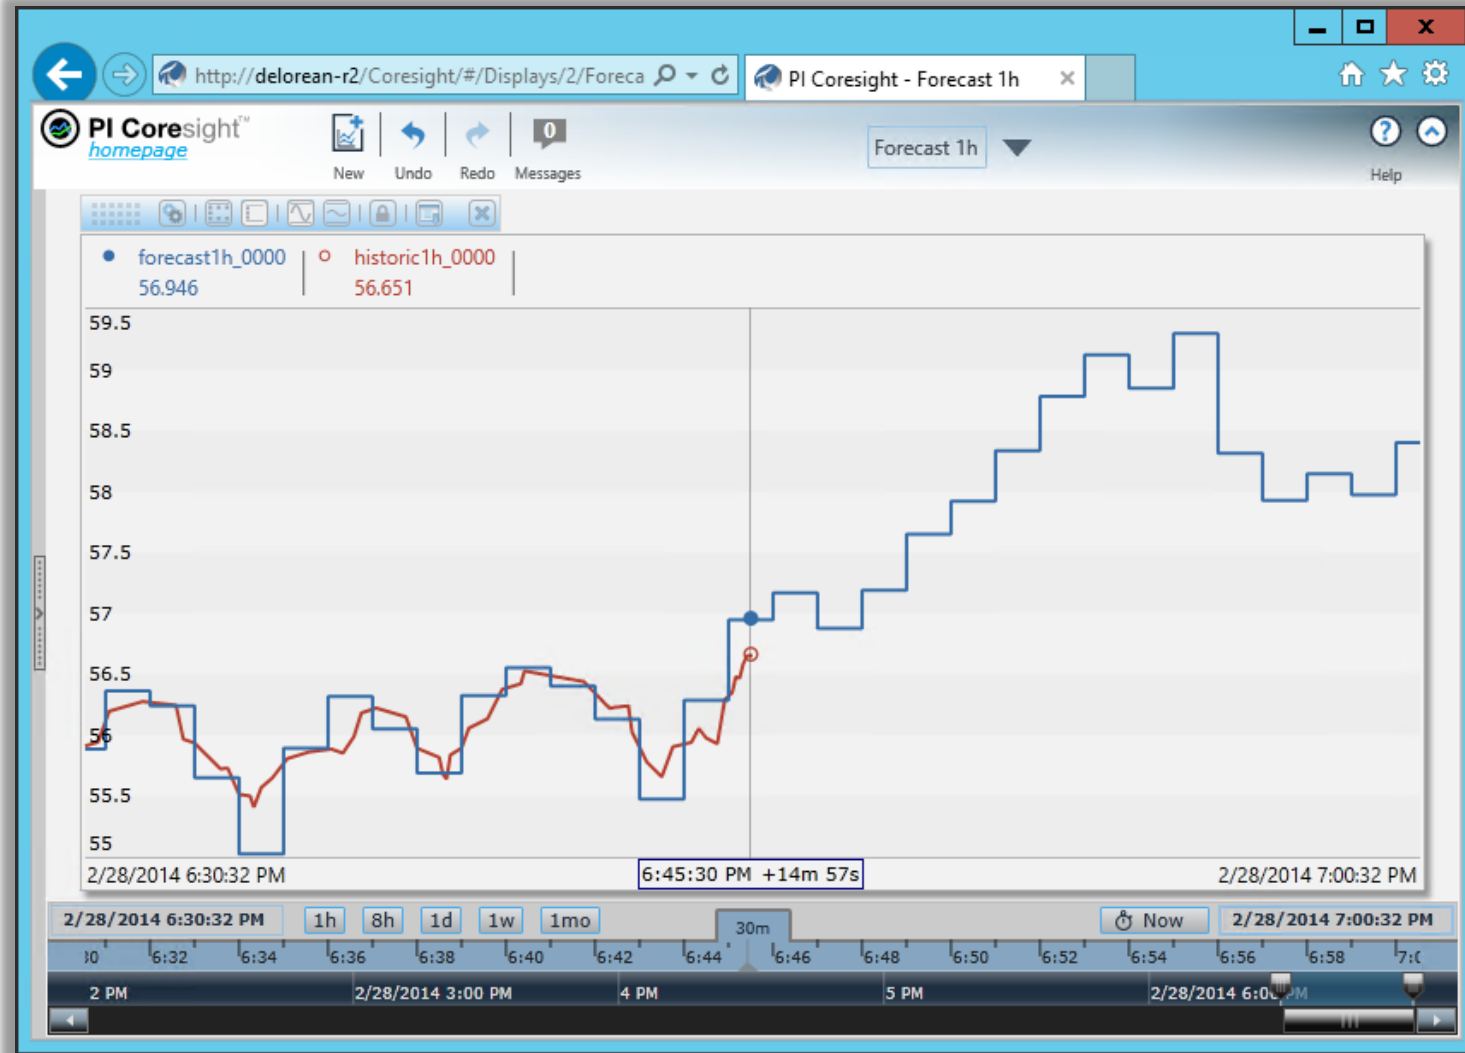 X
http://delorean-r2/Coresight/#/Displays/2/Foreca
PI Coresight - Forecast 1h
PI Coresight™
homepage
New Undo Redo 0 Messages
Forecast 1h
Help
forecast1h_0000 historic1h_0000
56.946 56.651
59.5
59
58.5
58
57.5
57
56.5
56
55.5
55
2/28/2014 6:30:32 PM 6:45:30 PM +14m 57s 2/28/2014 7:00:32 PM
2/28/2014 6:30:32 PM 1h 8h 1d 1w 1mo 30m Now 2/28/2014 7:00:32 PM
6:32 6:34 6:36 6:38 6:40 6:42 6:44 6:46 6:48 6:50 6:52 6:54 6:56 6:58
2 PM 2/28/2014 3:00 PM 4 PM 5 PM 2/28/2014 6:00 PM